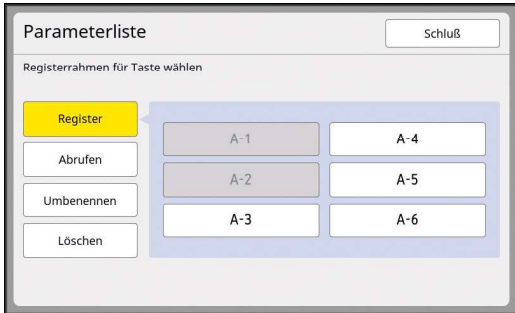 Parameterliste
Schluß
Registerrahmen für Taste wählen
Register
Abrufen
Umbenennen
Löschen
A-1
A-4
A-2
A-5
A-3
A-6